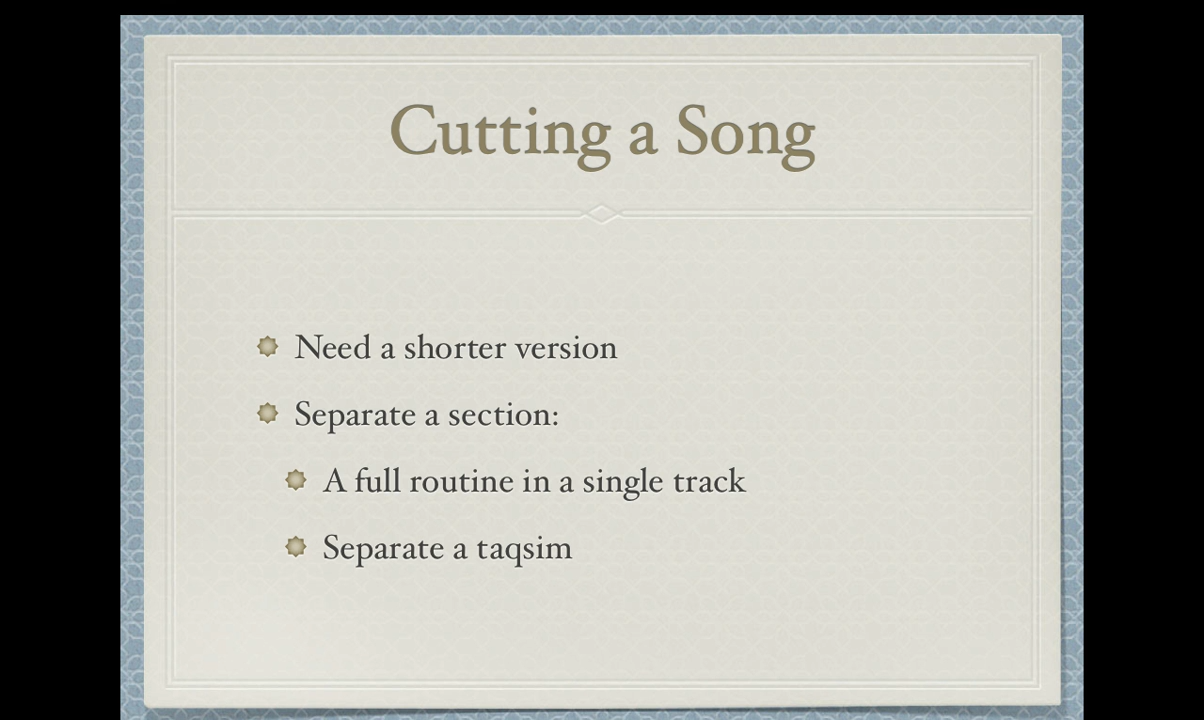 Cutting a Song
Need a shorter version
Separate a section:
A full routine in a single track
Separate a taqsim